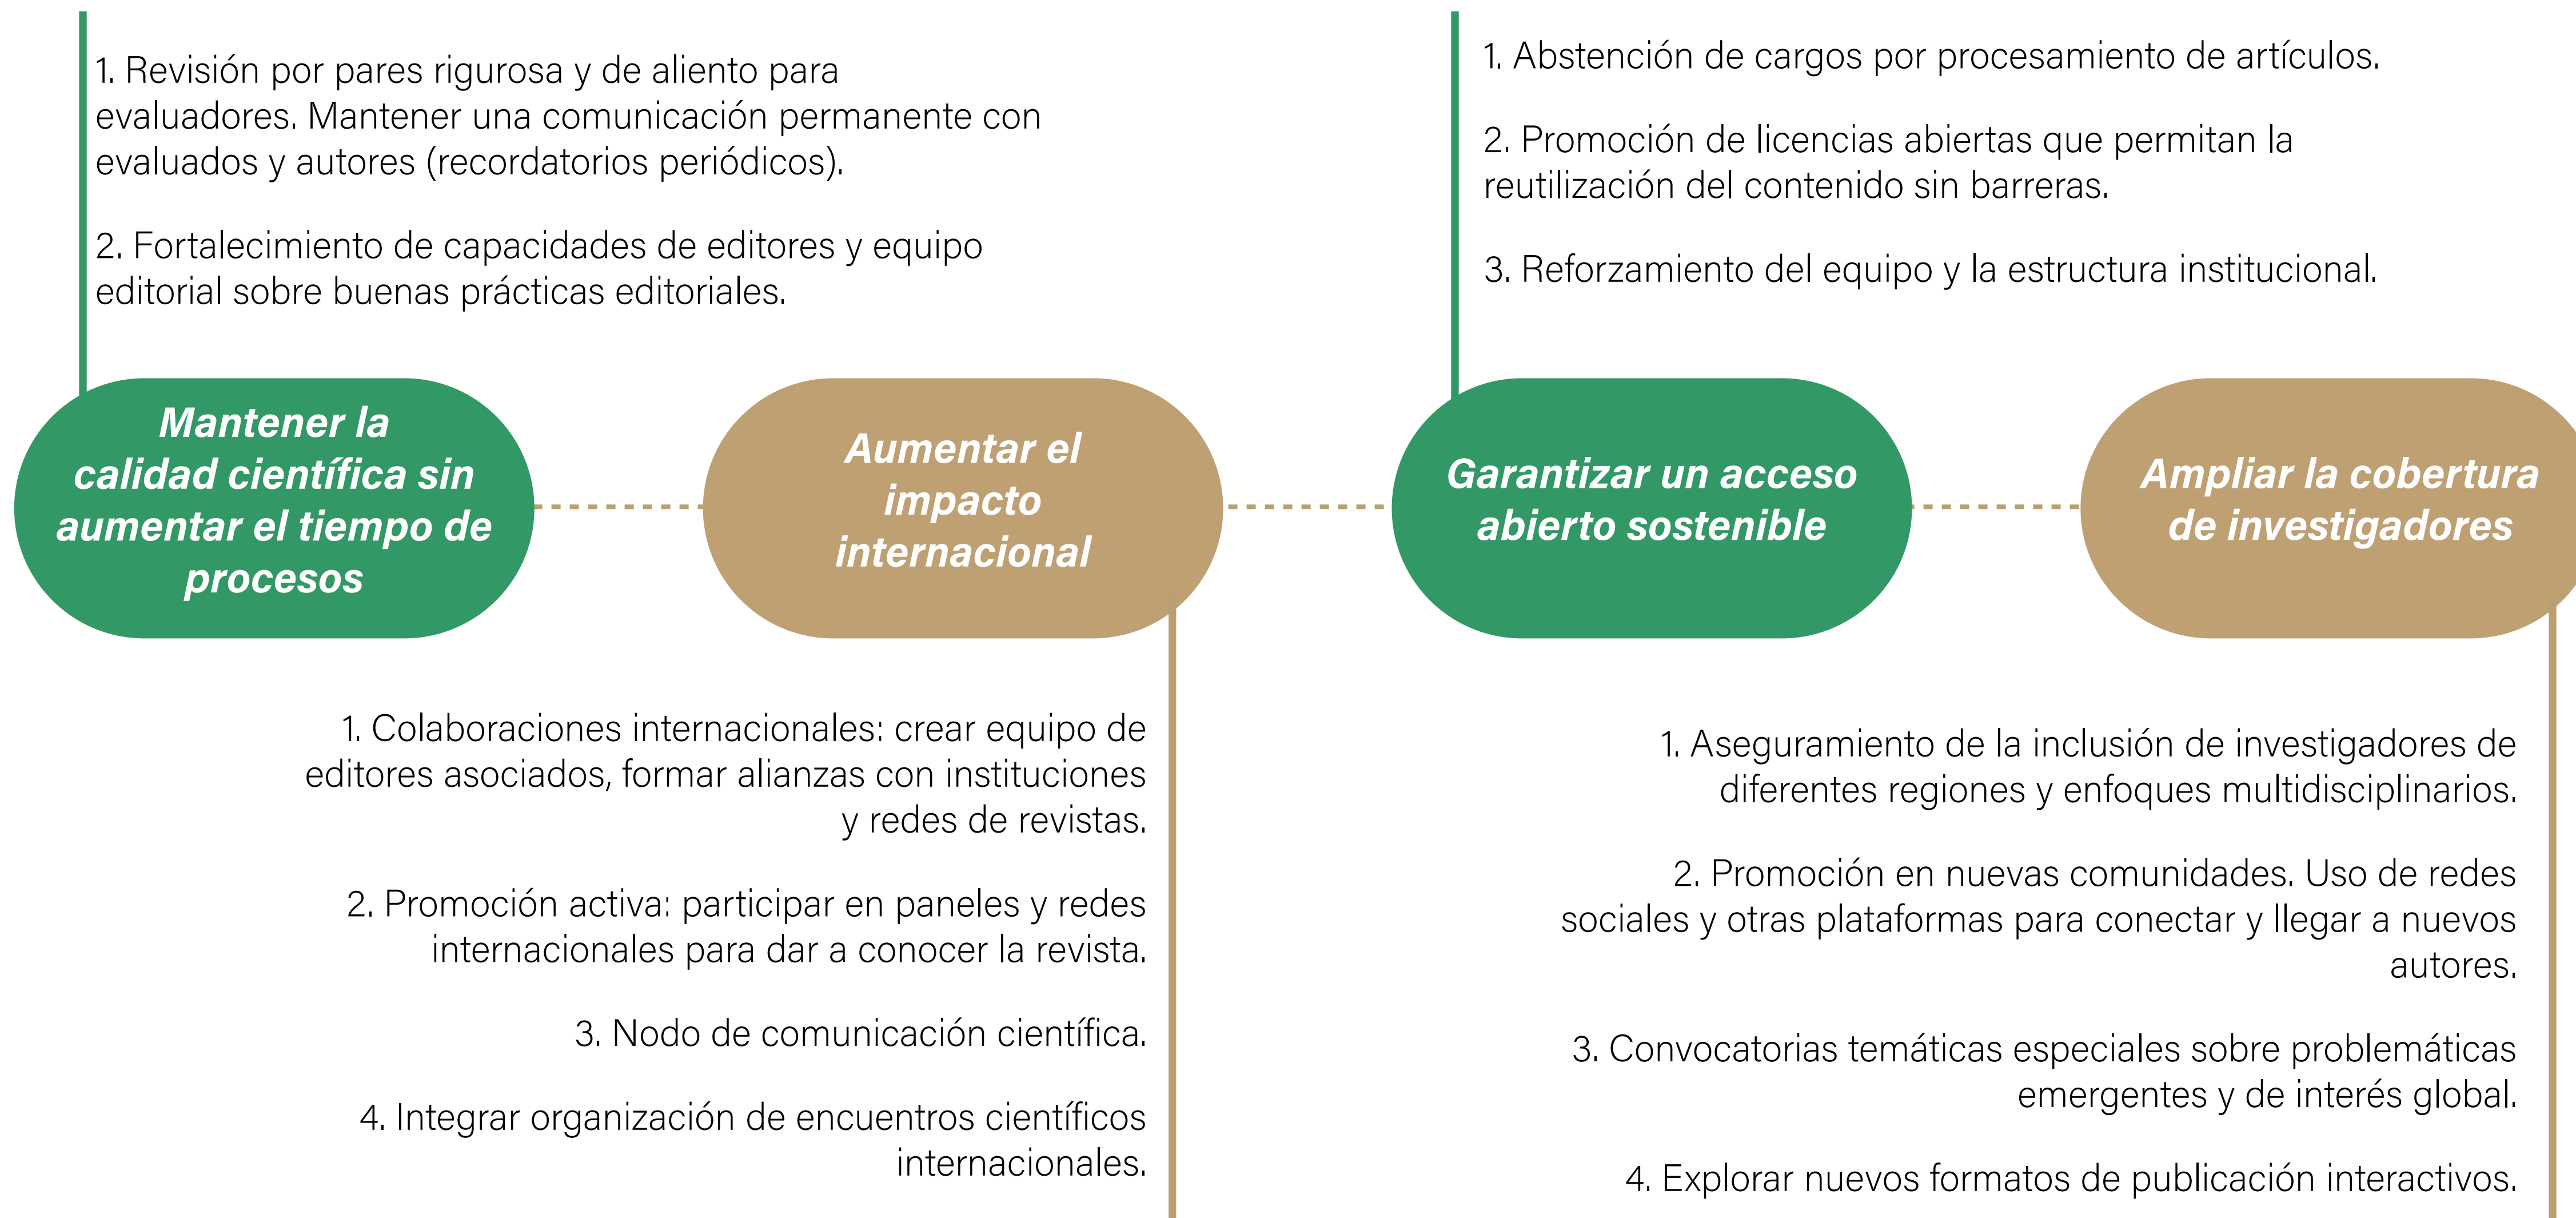 1. Revisión por pares rigurosa y de aliento para
evaluadores. Mantener una comunicación permanente con
evaluados y autores (recordatorios periódicos).
2. Fortalecimiento de capacidades de editores y equipo
editorial sobre buenas prácticas editoriales.
Mantener la
calidad científica sin
aumentar el tiempo de
procesos
Aumentar el
impacto
internacional
1. Colaboraciones internacionales: crear equipo de
editores asociados, formar alianzas con instituciones
y redes de revistas.
2. Promoción activa: participar en paneles y redes
internacionales para dar a conocer la revista.
3. Nodo de comunicación científica.
4. Integrar organización de encuentros científicos
internacionales.
1. Abstención de cargos por procesamiento de artículos.
2. Promoción de licencias abiertas que permitan la
reutilización del contenido sin barreras.
3. Reforzamiento del equipo y la estructura institucional.
Garantizar un acceso
abierto sostenible
Ampliar la cobertura
de investigadores
1. Aseguramiento de la inclusión de investigadores de
diferentes regiones y enfoques multidisciplinarios.
2. Promoción en nuevas comunidades. Uso de redes
sociales y otras plataformas para conectar y llegar a nuevos
autores.
3. Convocatorias temáticas especiales sobre problemáticas
emergentes y de interés global.
4. Explorar nuevos formatos de publicación interactivos.